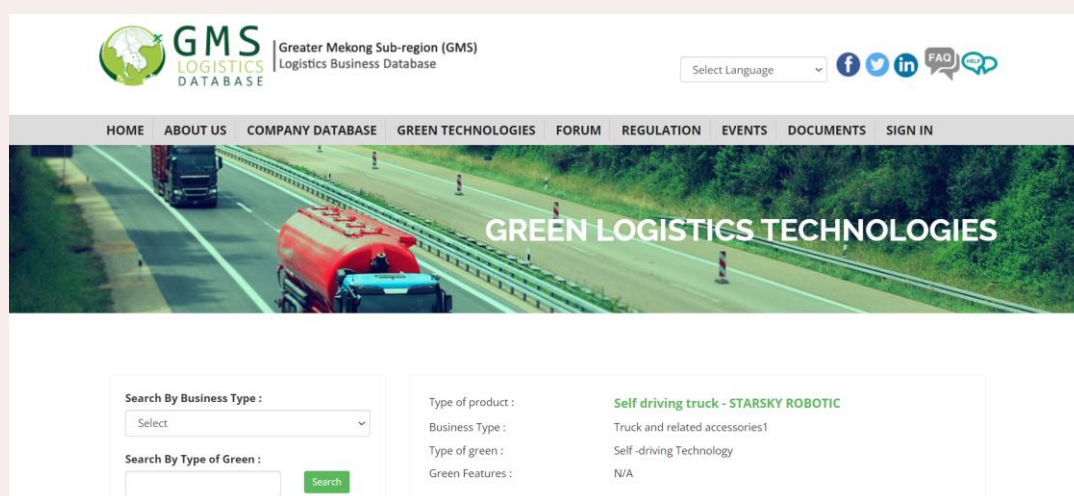 GMS
LOGISTICS
DATABASE
Greater Mekong Sub-region (GMS)
Logistics Business Database
Select Language
FAQ
HELP
HOME ABOUT US COMPANY DATABASE GREEN TECHNOLOGIES FORUM REGULATION EVENTS DOCUMENTS SIGN IN
GREEN LOGISTICS TECHNOLOGIES
Search By Business Type :
Select
Search By Type of Green :
Search
Type of product : Self driving truck - STARSKY ROBOTIC
Business Type : Truck and related accessories1
Type of green : Self -driving Technology
Green Features : N/A